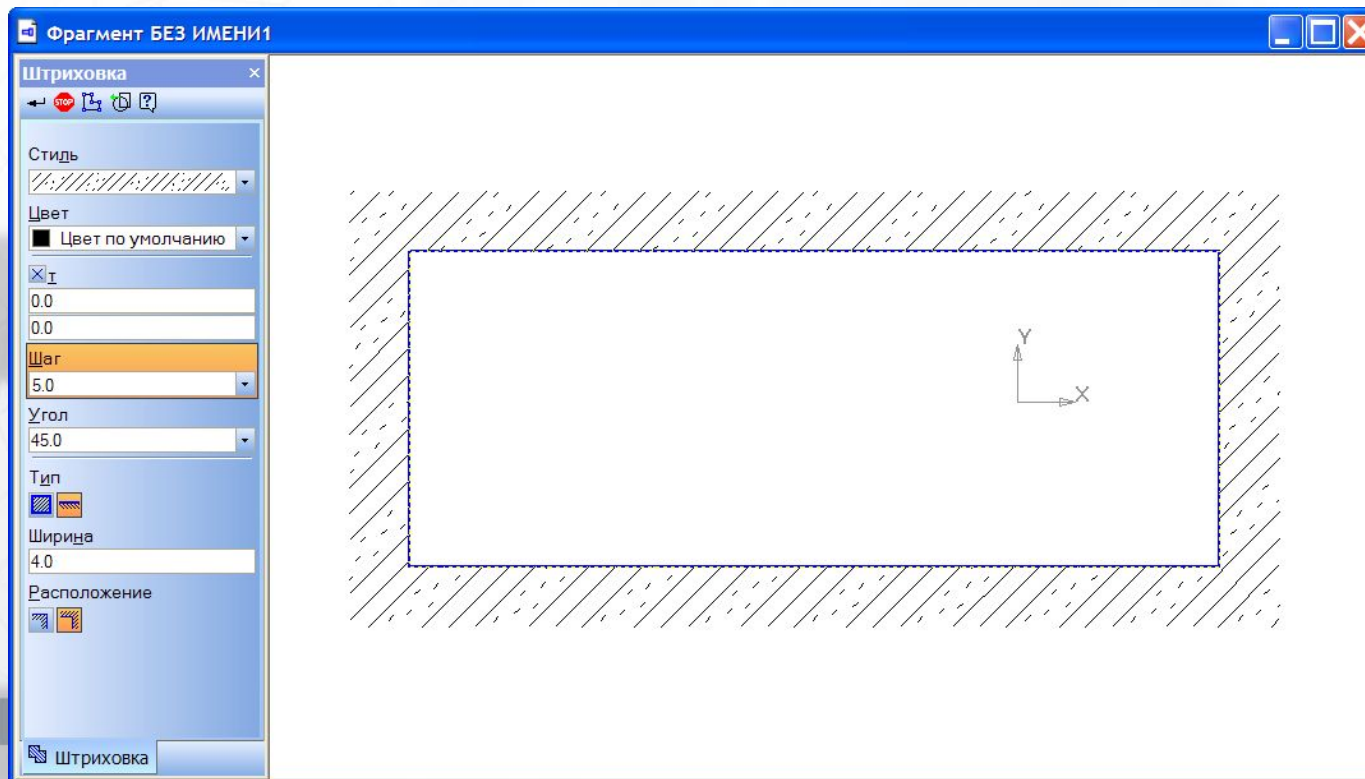 Фрагмент БЕЗ ИМЕНИ1
Штриховка
STOP
Стиль
Цвет
Цвет по умолчанию
т
0.0
0.0
Шаг
5.0
Угол
45.0
Тип
Ширина
4.0
Расположение
Штриховка
Y
X